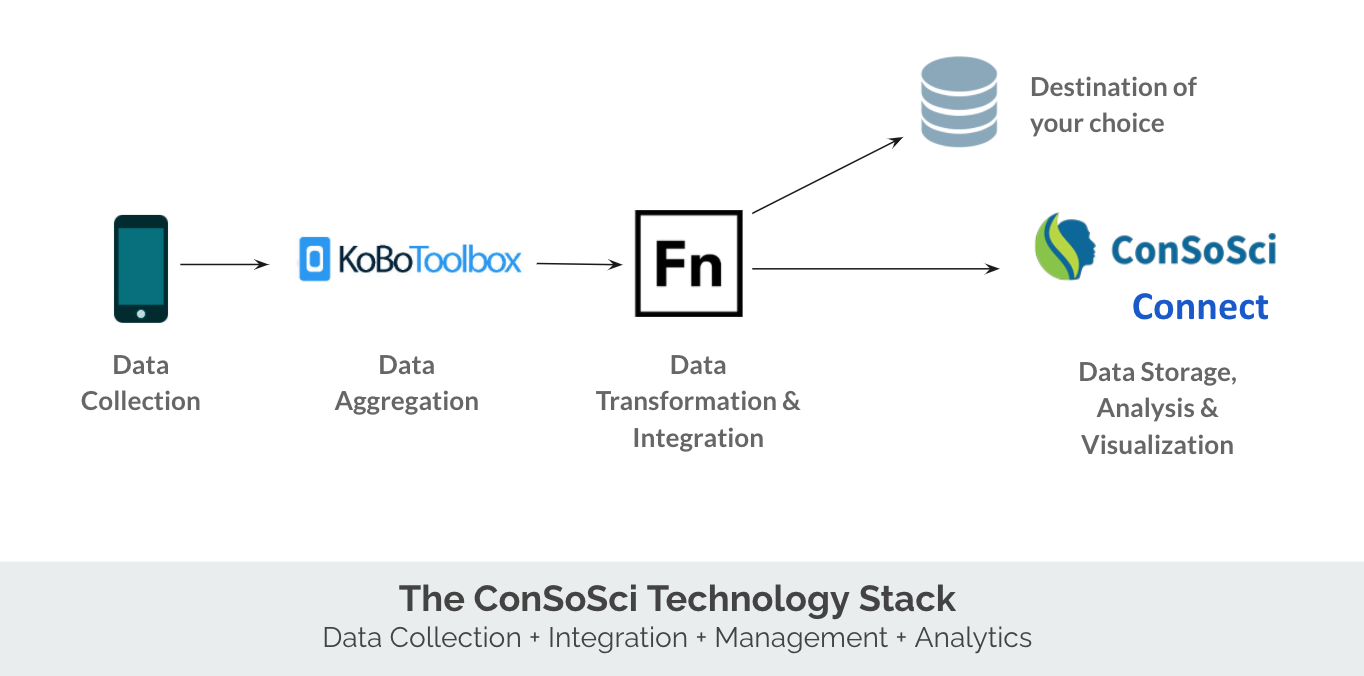 Destination of
your choice
KoBoToolbox
Fn
ConSoSci
Connect
Data
Collection
Data
Aggregation
Data
Transformation &
Integration
Data Storage,
Analysis &
Visualization
The ConSoSci Technology Stack
Data Collection + Integration + Management + Analytics